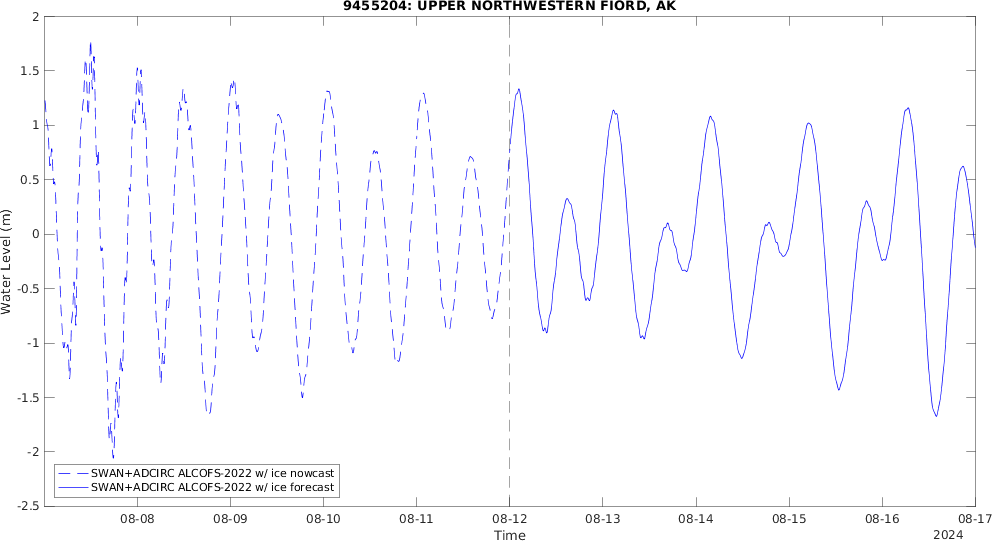 9455204: UPPER NORTHWESTERN FIORD, AK
2
1.5
1
0.5
0
-0.5
-1
-1.5
-2
-2.5
Water Level (m)
SWAN+ADCIRC ALCOFS-2022 w/ ice nowcast
SWAN+ADCIRC ALCOFS-2022 w/ ice forecast
08-08 08-09 08-10 08-11 08-12 08-13 08-14 08-15 08-16 08-17
Time
2024